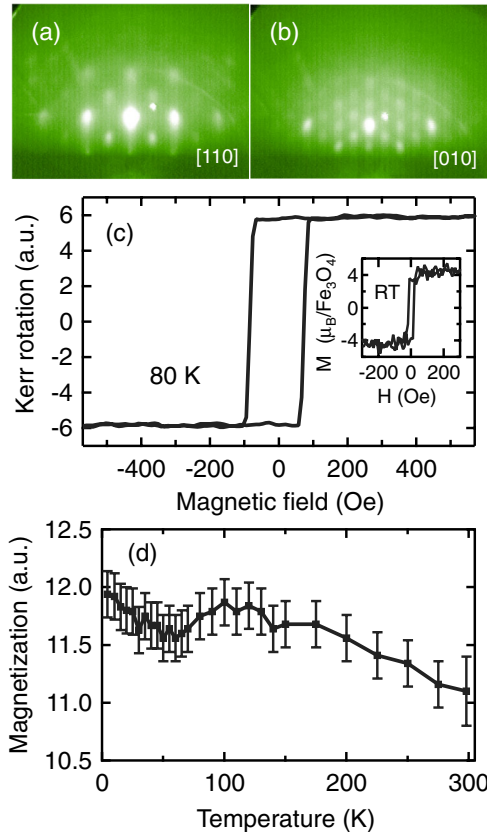 (a)
(b)
[110]
[010]
(c)
Kerr rotation (a.u.)
6
4
2
0
-2
-4
-6
80 K
M (μB/Fe3O4
4
0
-4
RT
-200
0
200
H (Oe)
-400
-200
0
200
400
Magnetic field (Oe)
(d)
Magnetization (a.u.)
12.5
12.0
11.5
11.0
10.5
0
100
200
300
Temperature (K)